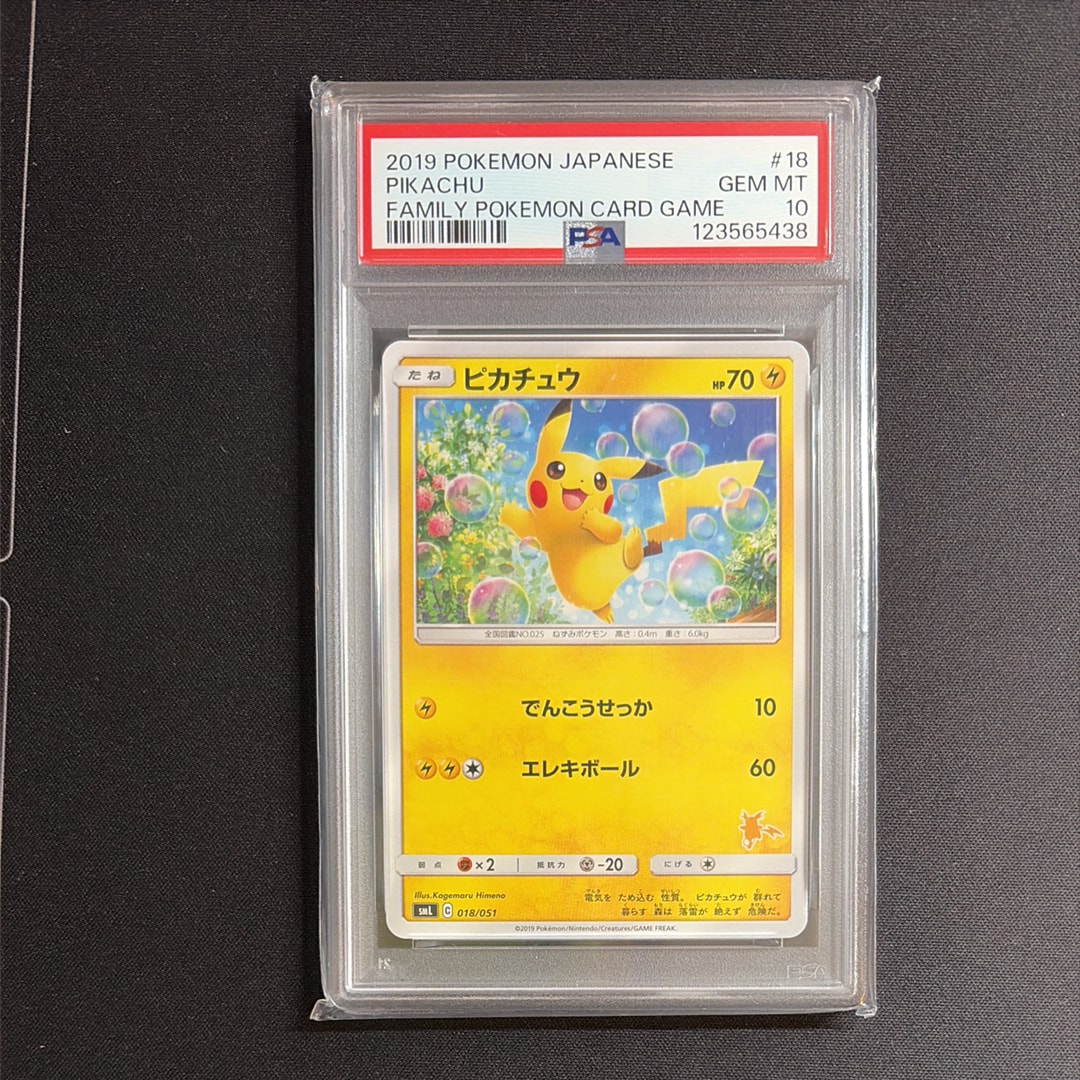 2019 POKEMON JAPANESE #18
PIKACHU GEM MT
FAMILY POKEMON CARD GAME 10
PSA 123565438
たね ピカチュウ HP70
全国図鑑NO.025 ねずみポケモン 高さ:0.4m 重さ:6.0kg
でんこうせっか 10
エレキボール 60
弱点 ×2 抵抗力 -20 にげる
Illus.Kagemaru Himeno
電気を ため込む 性質。 ピカチュウが 群れて
暮らす 森は 落雷が 絶えず 危険だ。
SML C 018/051
©2019 Pokémon/Nintendo/Creatures/GAME FREAK.
PSA